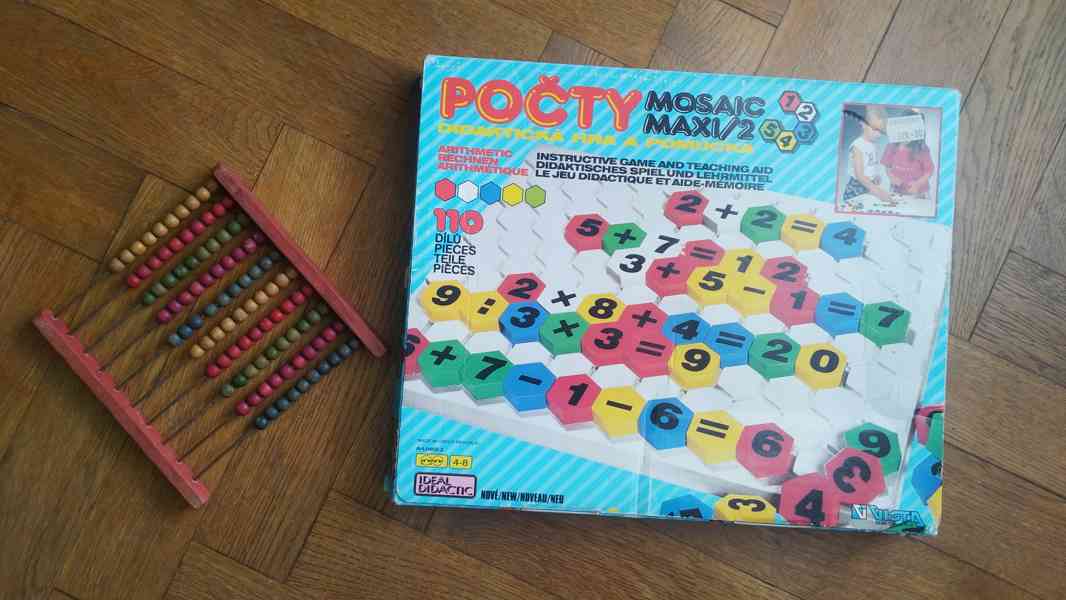 POČTY
MOSAIC
MAXI/2
1
2
5
4
3
DIDAKTICKÁ HRA A POMŮCKA
ARITHMETIC
RECHNEN
ARITHMÉTIQUE
INSTRUCTIVE GAME AND TEACHING AID
DIDAKTISCHES SPIEL UND LEHRMITTEL
LE JEU DIDACTIQUE ET AIDE-MÉMOIRE
110
DÍLŮ
PIECES
TEILE
PIÈCES
2 + 2 = 4
5 + 7 = 1 2
3 + 5 - 1 = 7
9 : 3 × 3 = 9
2 × 8 + 4 = 20
6 + 7 - 1 - 6 = 6
9
3
4
3
4-8
IDEAL
DIDACTIC
NOVÉ/NEW/NOUVEAU/NEU
VISTA